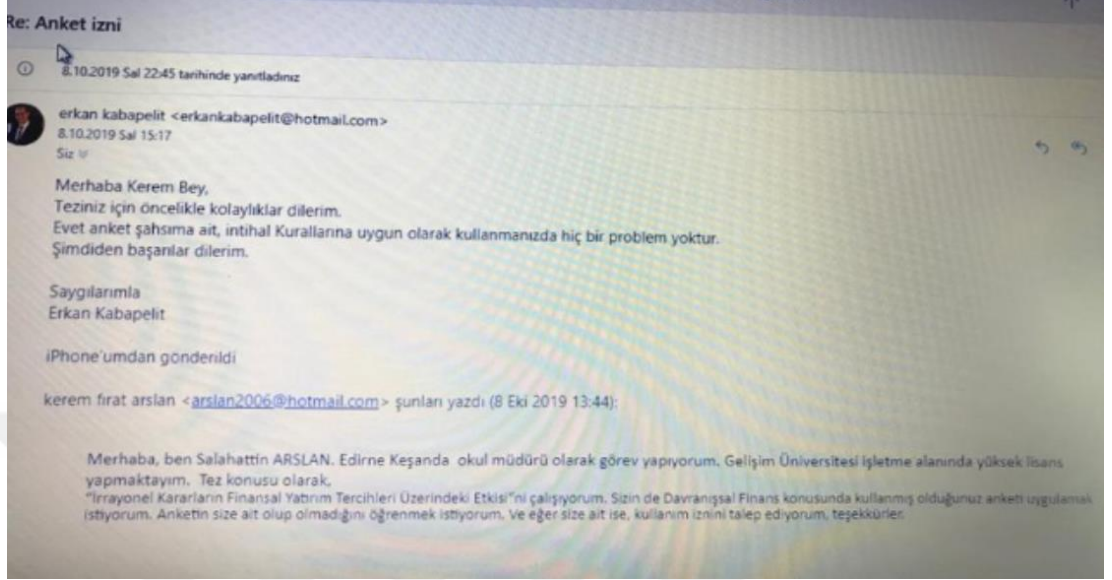 Re: Anket izni
8.10.2019 Sal 22:45 tarihinde yanıtladınız
erkan kabapelit <erkankabapelit@hotmail.com>
8.10.2019 Sal 15:17
Siz
Merhaba Kerem Bey,
Teziniz için öncelikle kolaylıklar dilerim.
Evet anket şahsıma ait, intihal Kurallarına uygun olarak kullanmanızda hiç bir problem yoktur.
Şimdiden başarılar dilerim.
Saygılarımla
Erkan Kabapelit
iPhone'umdan gönderildi
kerem fırat arslan <arslan2006@hotmail.com> şunları yazdı (8 Eki 2019 13:44):
Merhaba, ben Salahattin ARSLAN. Edirne Keşanda okul müdürü olarak görev yapıyorum. Gelişim Üniversitesi işletme alanında yüksek lisans
yapmaktayım. Tez konusu olarak,
"İrrayonel Kararların Finansal Yatırım Tercihleri Üzerindeki Etkisi"ni çalışıyorum. Sizin de Davranışsal Finans konusunda kullanmış olduğunuz anketi uygulamak
istiyorum. Anketin size ait olup olmadığını öğrenmek istiyorum. Ve eğer size ait ise, kullanım iznini talep ediyorum, teşekkürler.